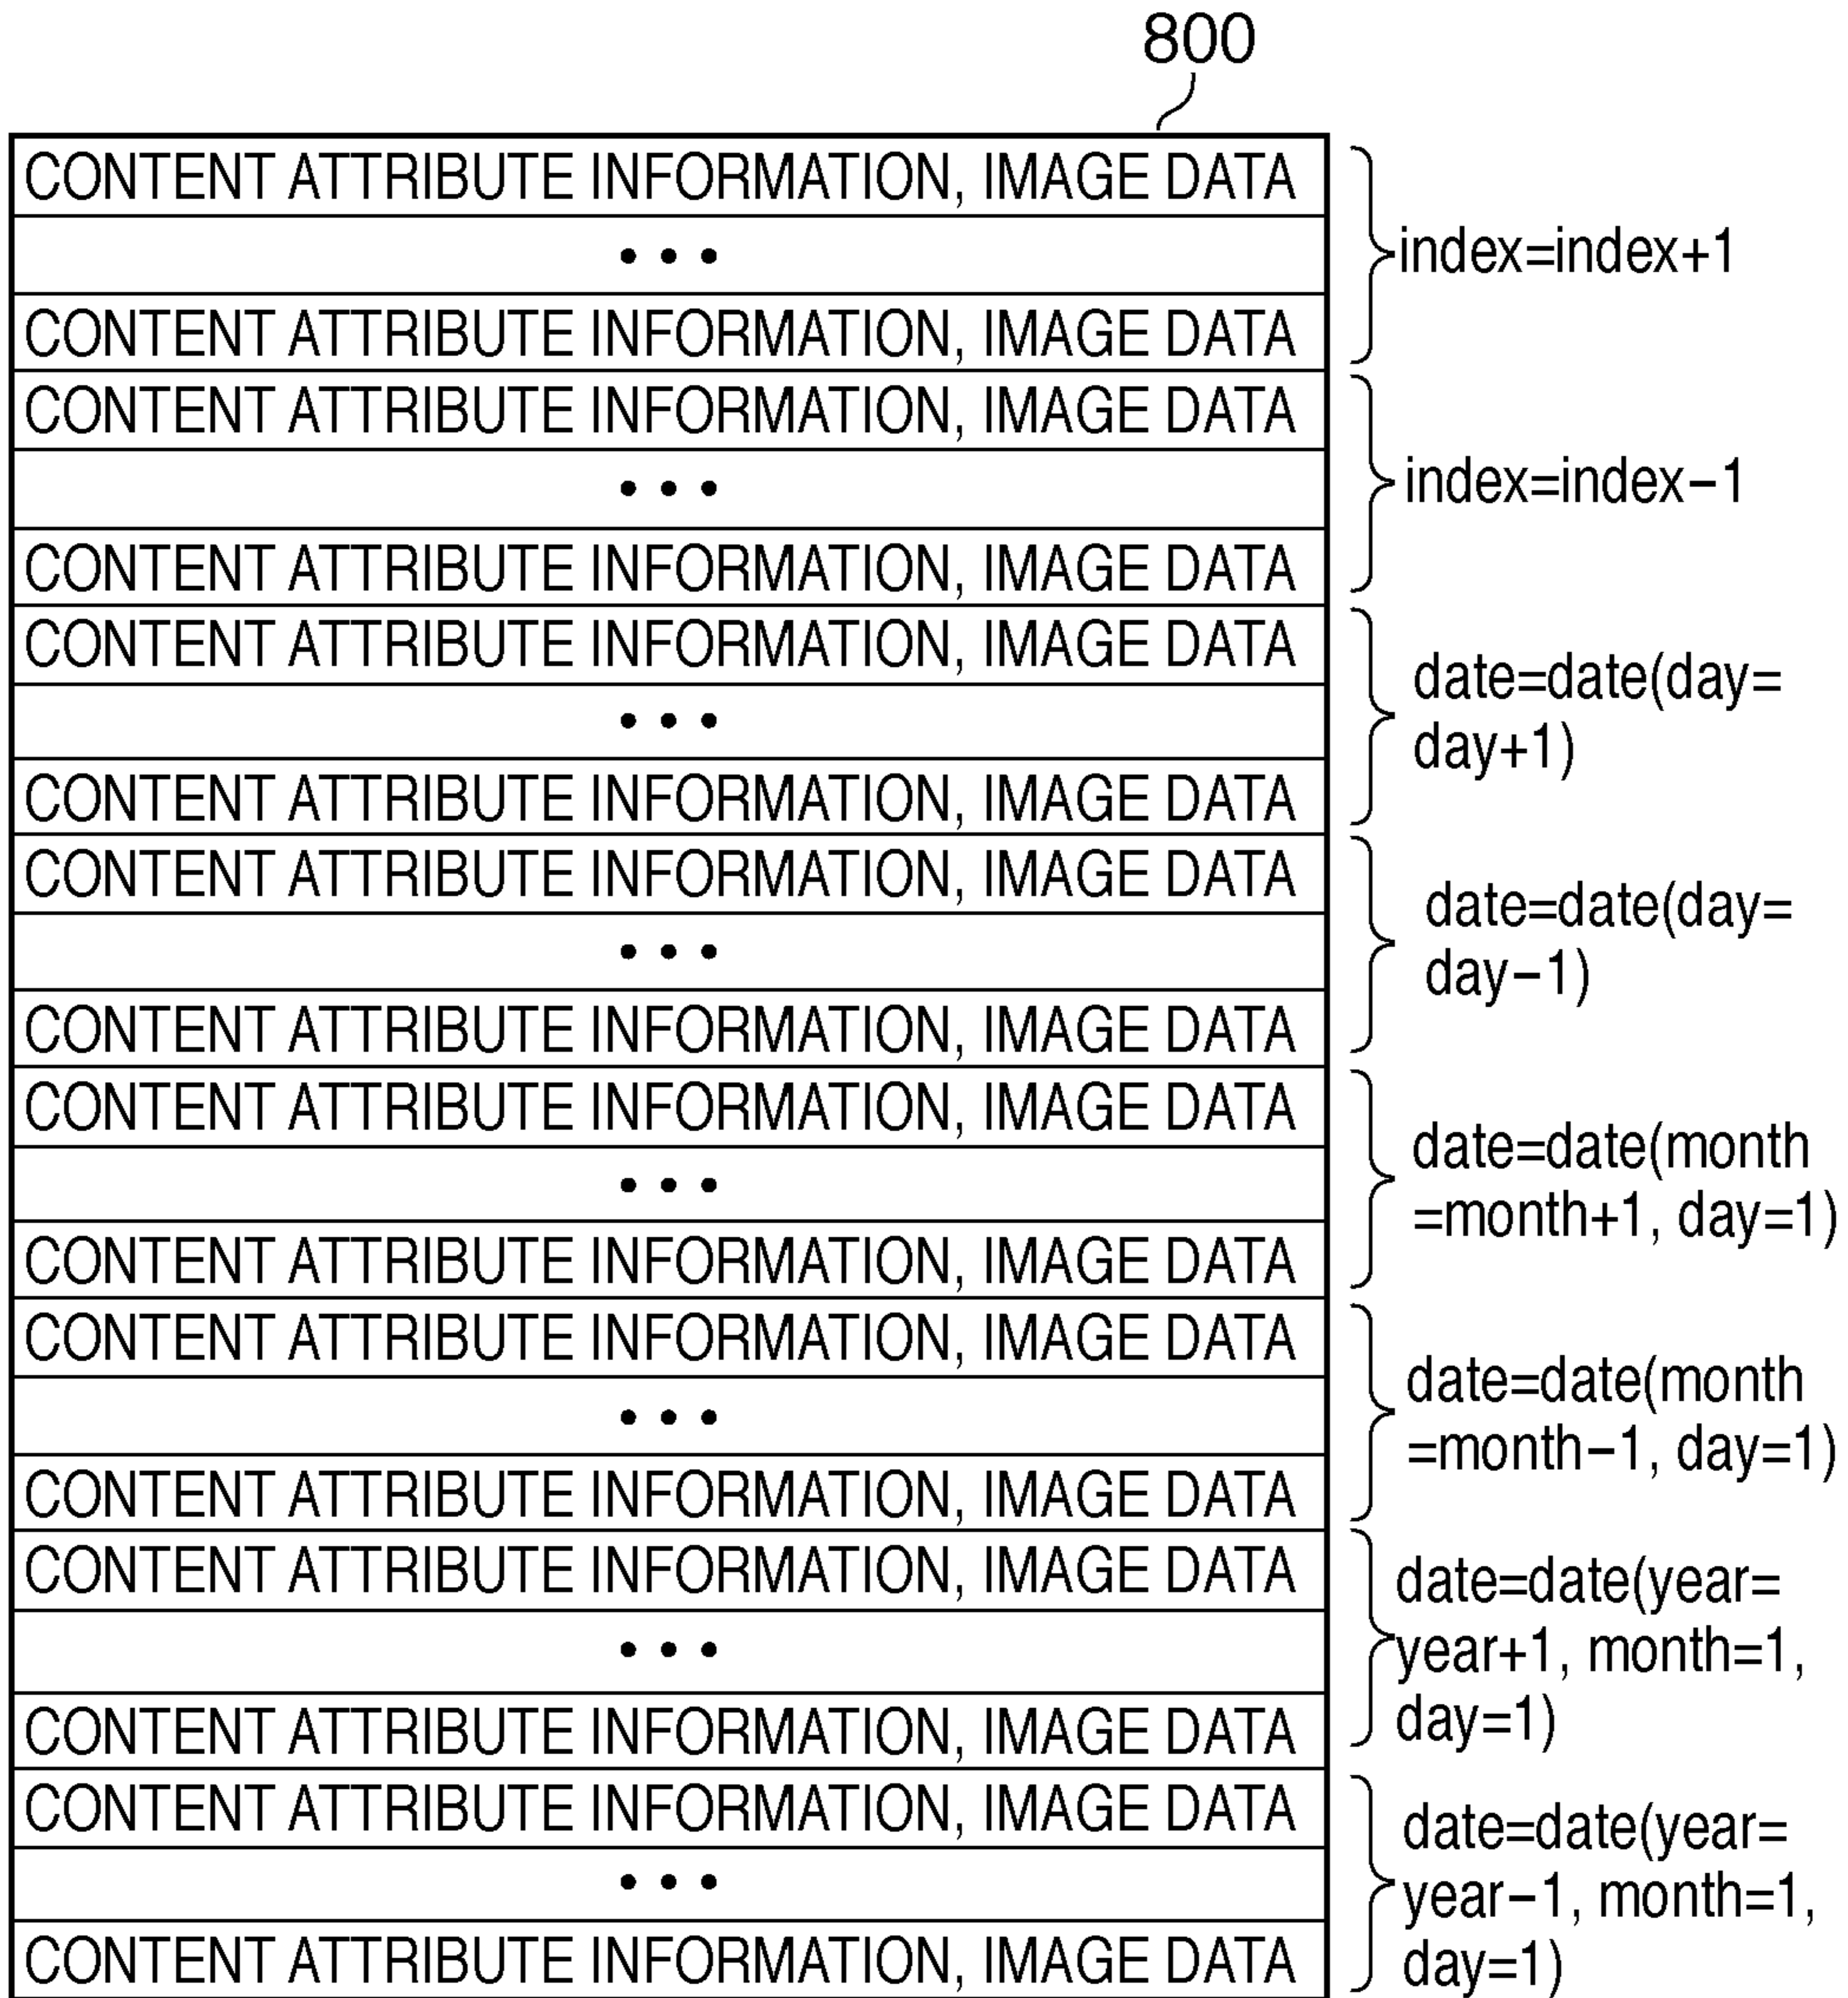 800
CONTENT ATTRIBUTE INFORMATION, IMAGE DATA
• • •
CONTENT ATTRIBUTE INFORMATION, IMAGE DATA
index=index+1
CONTENT ATTRIBUTE INFORMATION, IMAGE DATA
• • •
CONTENT ATTRIBUTE INFORMATION, IMAGE DATA
index=index−1
CONTENT ATTRIBUTE INFORMATION, IMAGE DATA
• • •
CONTENT ATTRIBUTE INFORMATION, IMAGE DATA
date=date(day=
day+1)
CONTENT ATTRIBUTE INFORMATION, IMAGE DATA
• • •
CONTENT ATTRIBUTE INFORMATION, IMAGE DATA
date=date(day=
day−1)
CONTENT ATTRIBUTE INFORMATION, IMAGE DATA
• • •
CONTENT ATTRIBUTE INFORMATION, IMAGE DATA
date=date(month
=month+1, day=1)
CONTENT ATTRIBUTE INFORMATION, IMAGE DATA
• • •
CONTENT ATTRIBUTE INFORMATION, IMAGE DATA
date=date(month
=month−1, day=1)
CONTENT ATTRIBUTE INFORMATION, IMAGE DATA
• • •
CONTENT ATTRIBUTE INFORMATION, IMAGE DATA
date=date(year=
year+1, month=1,
day=1)
CONTENT ATTRIBUTE INFORMATION, IMAGE DATA
• • •
CONTENT ATTRIBUTE INFORMATION, IMAGE DATA
date=date(year=
year−1, month=1,
day=1)